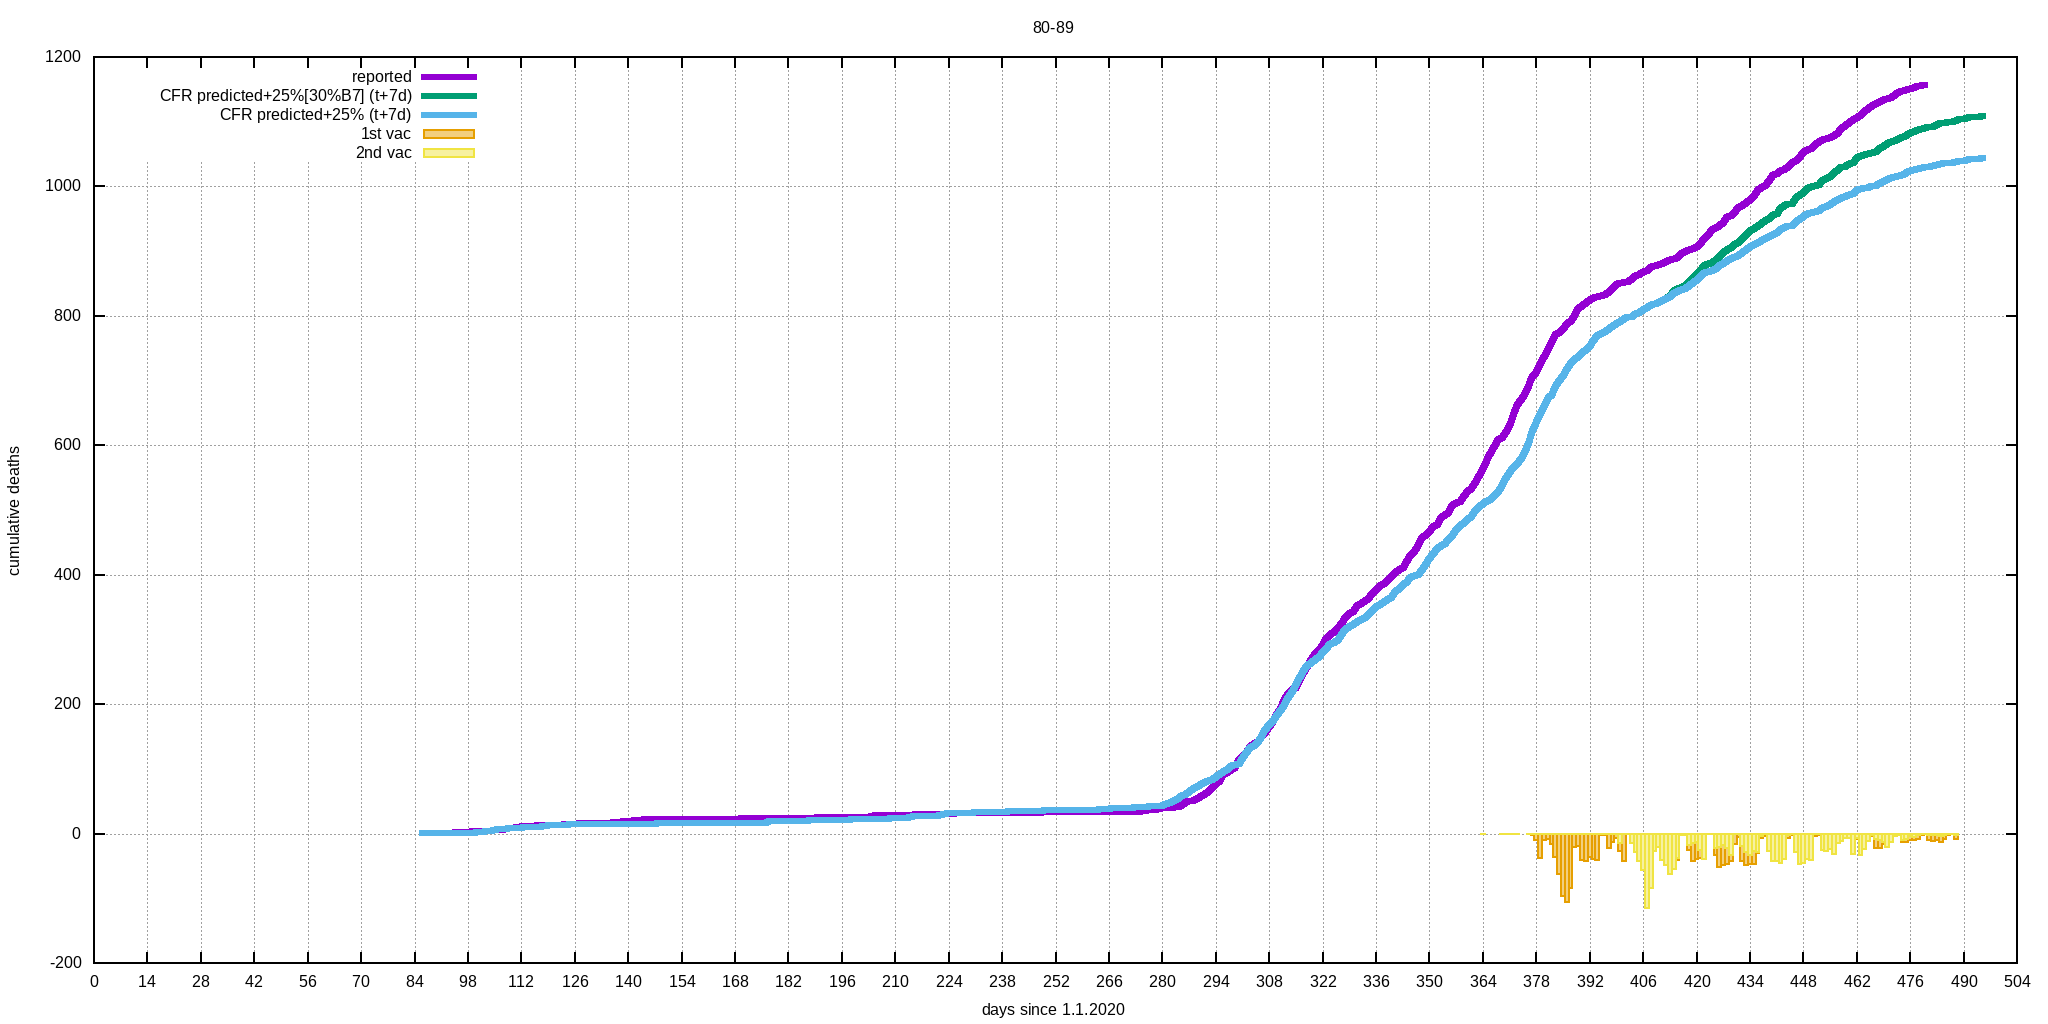 80-89
1200
1000
800
600
400
200
0
-200
cumulative deaths
reported
CFR predicted+25%[30%B7] (t+7d)
CFR predicted+25% (t+7d)
1st vac
2nd vac
0 14 28 42 56 70 84 98 112 126 140 154 168 182 196 210 224 238 252 266 280 294 308 322 336 350 364 378 392 406 420 434 448 462 476 490 504
days since 1.1.2020